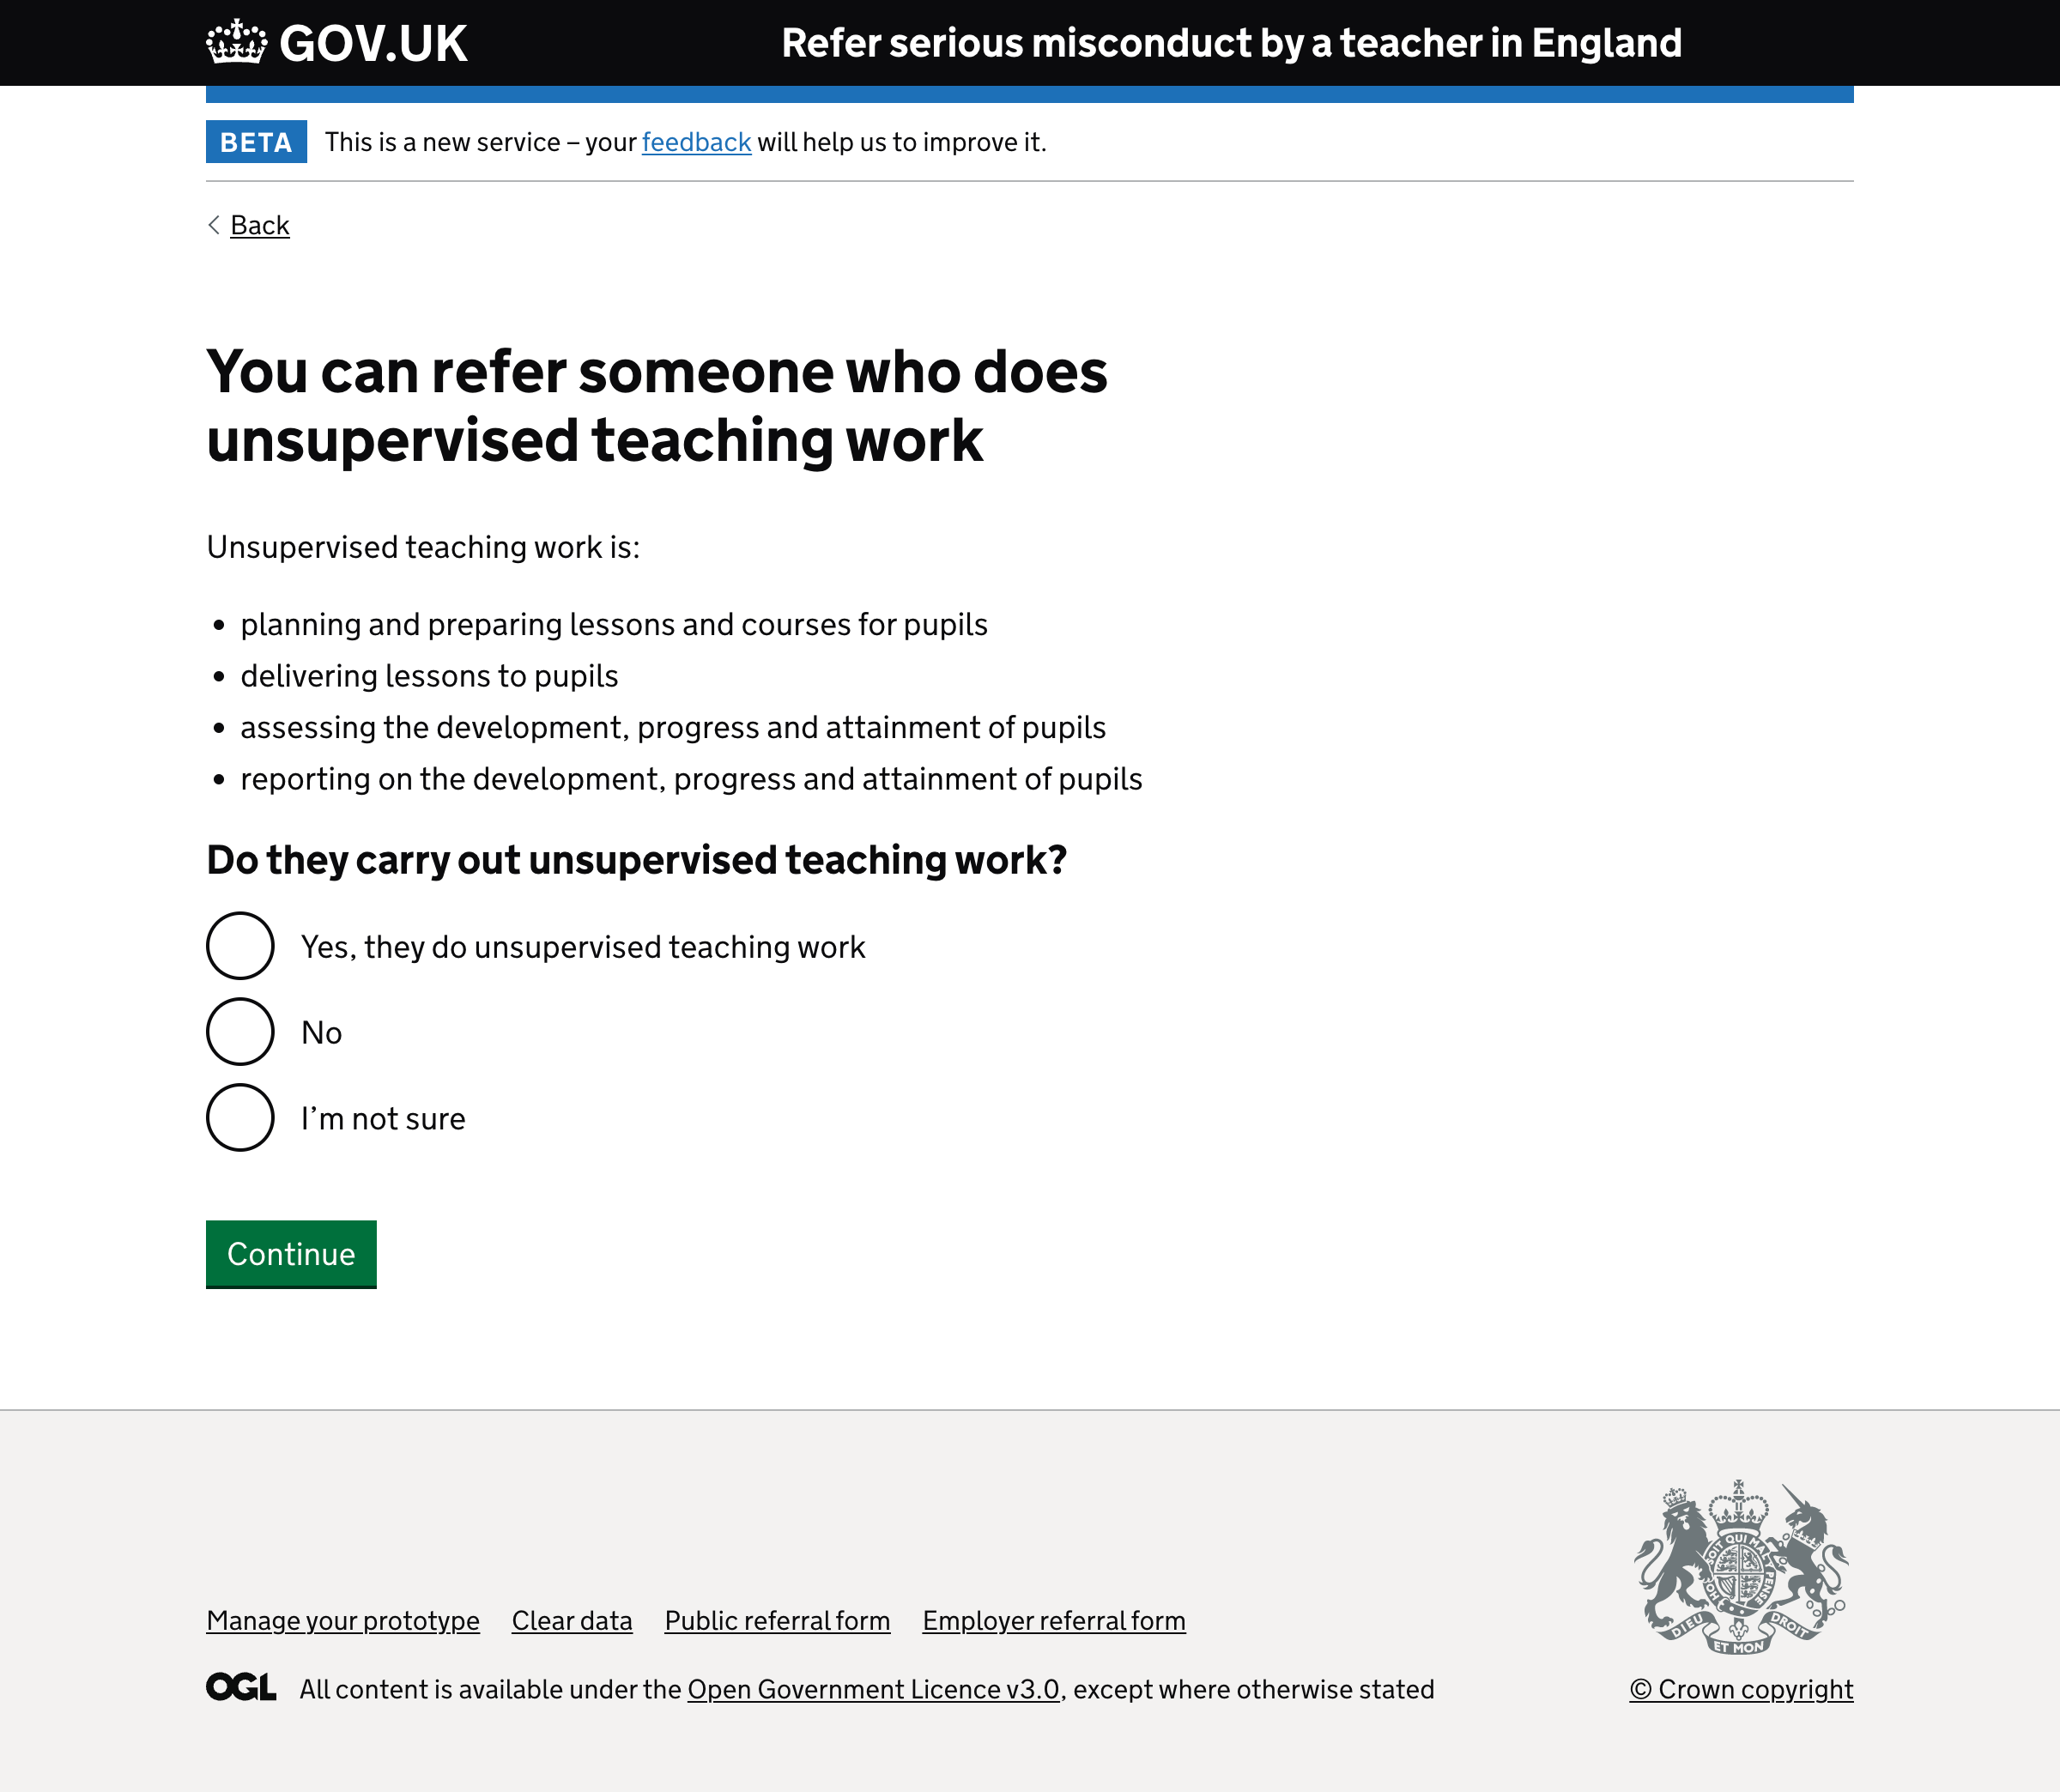 GOV.UK
Refer serious misconduct by a teacher in England
BETA
This is a new service – your feedback will help us to improve it.
Back
You can refer someone who does
unsupervised teaching work
Unsupervised teaching work is:
• planning and preparing lessons and courses for pupils
• delivering lessons to pupils
• assessing the development, progress and attainment of pupils
• reporting on the development, progress and attainment of pupils
Do they carry out unsupervised teaching work?
Yes, they do unsupervised teaching work
No
I’m not sure
Continue
Manage your prototype
Clear data
Public referral form
Employer referral form
SOIT QUI MAL Y PENSE
DIEU ET MON DROIT
OGL
All content is available under the Open Government Licence v3.0, except where otherwise stated
© Crown copyright